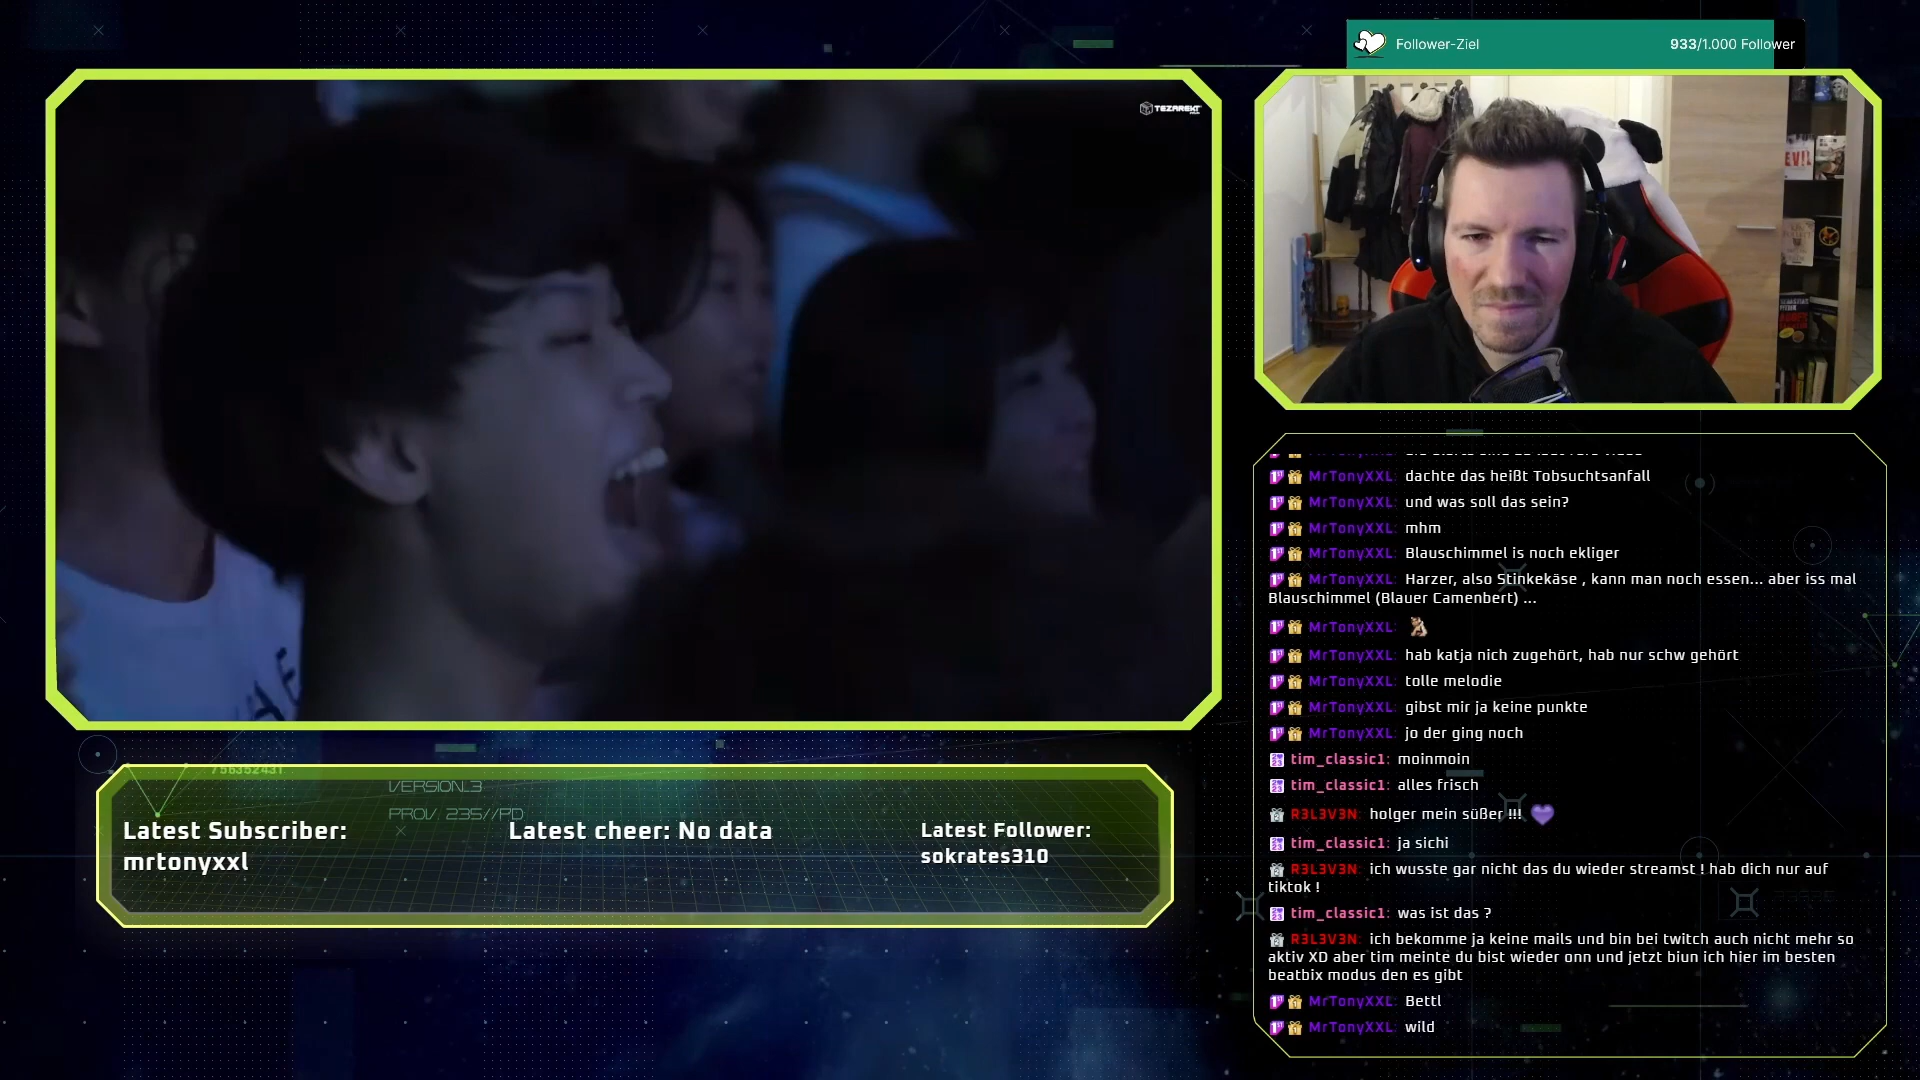 Follower-Ziel
933/1.000 Follower
TEZAREKT
EVIL
MrTonyXXL: dachte das heißt Tobsuchtsanfall
MrTonyXXL: und was soll das sein?
MrTonyXXL: mhm
MrTonyXXL: Blauschimmel is noch ekliger
MrTonyXXL: Harzer, also Stinkekäse , kann man noch essen... aber iss mal
Blauschimmel (Blauer Camenbert) ...
MrTonyXXL:
MrTonyXXL: hab katja nich zugehört, hab nur schw gehört
MrTonyXXL: tolle melodie
MrTonyXXL: gibst mir ja keine punkte
MrTonyXXL: jo der ging noch
tim_classic1: moinmoin
tim_classic1: alles frisch
R3L3V3N: holger mein süßer !!!
tim_classic1: ja sichi
R3L3V3N: ich wusste gar nicht das du wieder streamst ! hab dich nur auf
tiktok !
tim_classic1: was ist das ?
R3L3V3N: ich bekomme ja keine mails und bin bei twitch auch nicht mehr so
aktiv XD aber tim meinte du bist wieder onn und jetzt biun ich hier im besten
beatbix modus den es gibt
MrTonyXXL: Bettl
MrTonyXXL: wild
756352431
VERSION_3
PROV. 235//PD
Latest Subscriber:
mrtonyxxl
Latest cheer: No data
Latest Follower:
sokrates310